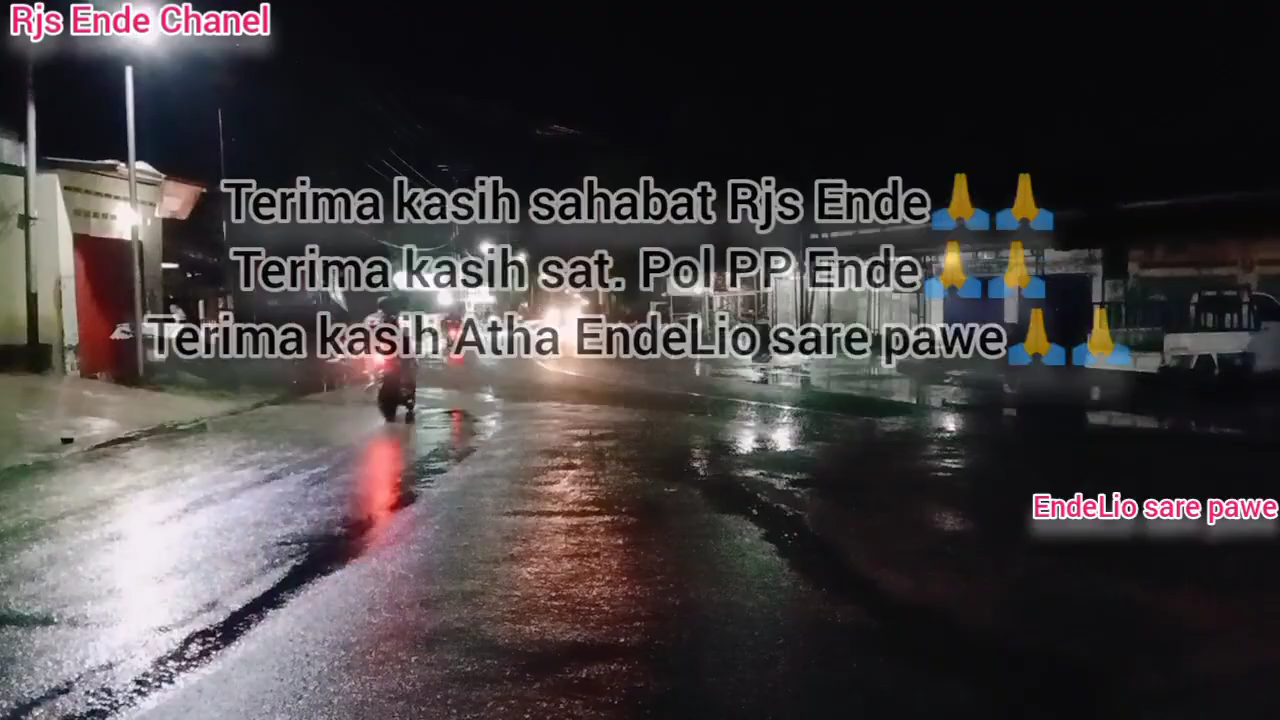 Rjs Ende Chanel
Terima kasih sahabat Rjs Ende🙏🙏
Terima kasih sat. Pol PP Ende🙏🙏
Terima kasih Atha EndeLio sare pawe🙏🙏
EndeLio sare pawe